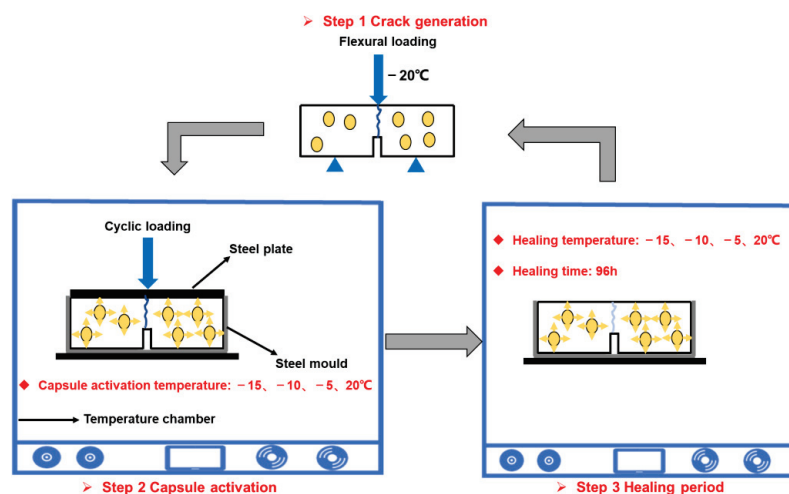 ➢ Step 1 Crack generation
Flexural loading
－20℃
Cyclic loading
Steel plate
Steel mould
◆ Capsule activation temperature: －15、－10、－5、20℃
Temperature chamber
➢ Step 2 Capsule activation
◆ Healing temperature: －15、－10、－5、20℃
◆ Healing time: 96h
➢ Step 3 Healing period